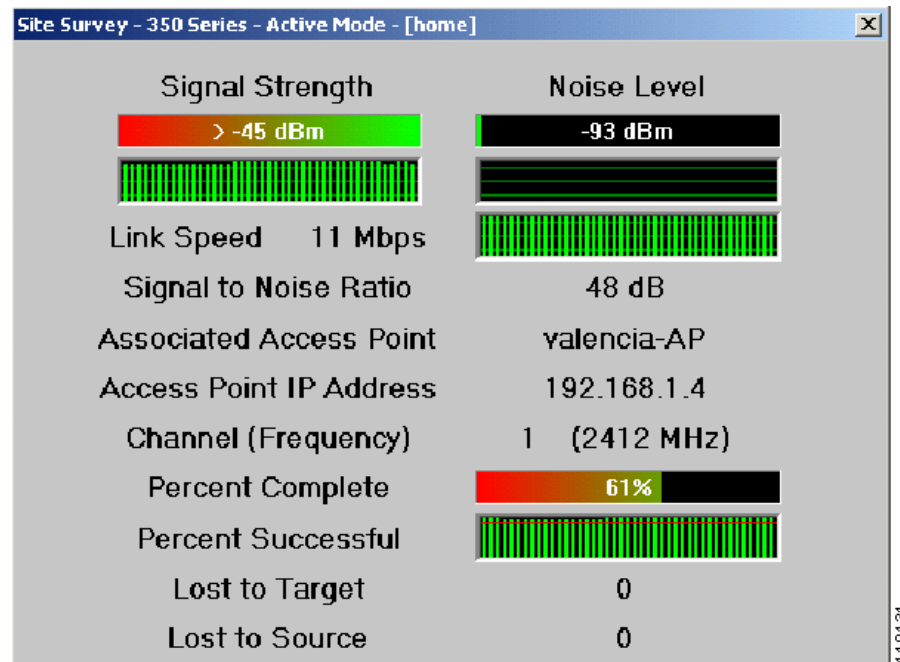 Site Survey - 350 Series - Active Mode - [home]
Signal Strength Noise Level
> -45 dBm -93 dBm
Link Speed 11 Mbps
Signal to Noise Ratio 48 dB
Associated Access Point valencia-AP
Access Point IP Address 192.168.1.4
Channel (Frequency) 1 (2412 MHz)
Percent Complete 61%
Percent Successful
Lost to Target 0
Lost to Source 0